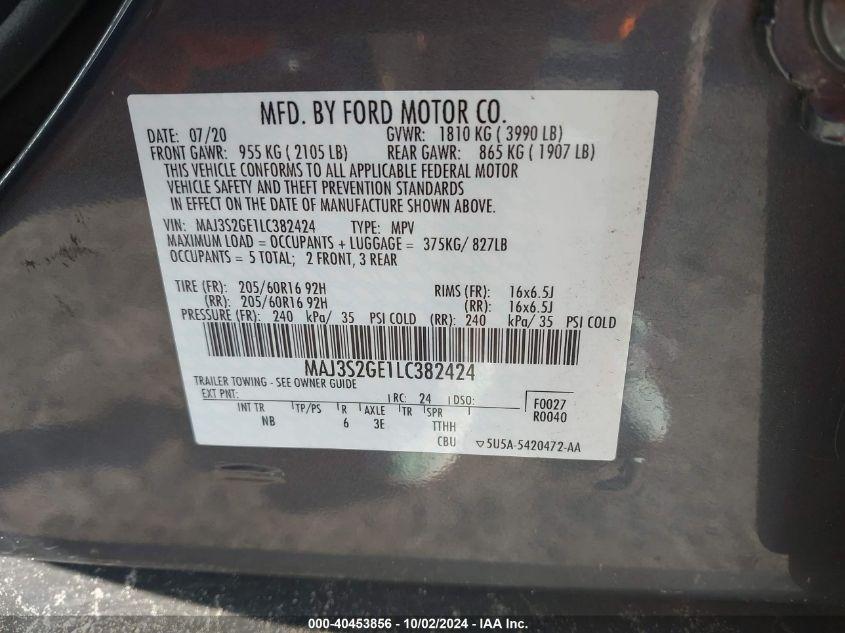 MFD. BY FORD MOTOR CO.
DATE: 07/20 GVWR: 1810 KG ( 3990 LB)
FRONT GAWR: 955 KG ( 2105 LB) REAR GAWR: 865 KG ( 1907 LB)
THIS VEHICLE CONFORMS TO ALL APPLICABLE FEDERAL MOTOR
VEHICLE SAFETY AND THEFT PREVENTION STANDARDS
IN EFFECT ON THE DATE OF MANUFACTURE SHOWN ABOVE.
VIN: MAJ3S2GE1LC382424 TYPE: MPV
MAXIMUM LOAD = OCCUPANTS + LUGGAGE = 375KG/ 827LB
OCCUPANTS = 5 TOTAL; 2 FRONT, 3 REAR
TIRE (FR): 205/60R16 92H RIMS (FR): 16x6.5J
(RR): 205/60R16 92H (RR): 16x6.5J
PRESSURE (FR): 240 kPa/ 35 PSI COLD (RR): 240 kPa/ 35 PSI COLD
MAJ3S2GE1LC382424
TRAILER TOWING - SEE OWNER GUIDE
EXT PNT: RC: 24 DSO: F0027
R0040
INT TR TP/PS R AXLE TR SPR
NB 6 3E TTHH
CBU ▽5U5A-5420472-AA
000-40453856 - 10/02/2024 - IAA Inc.